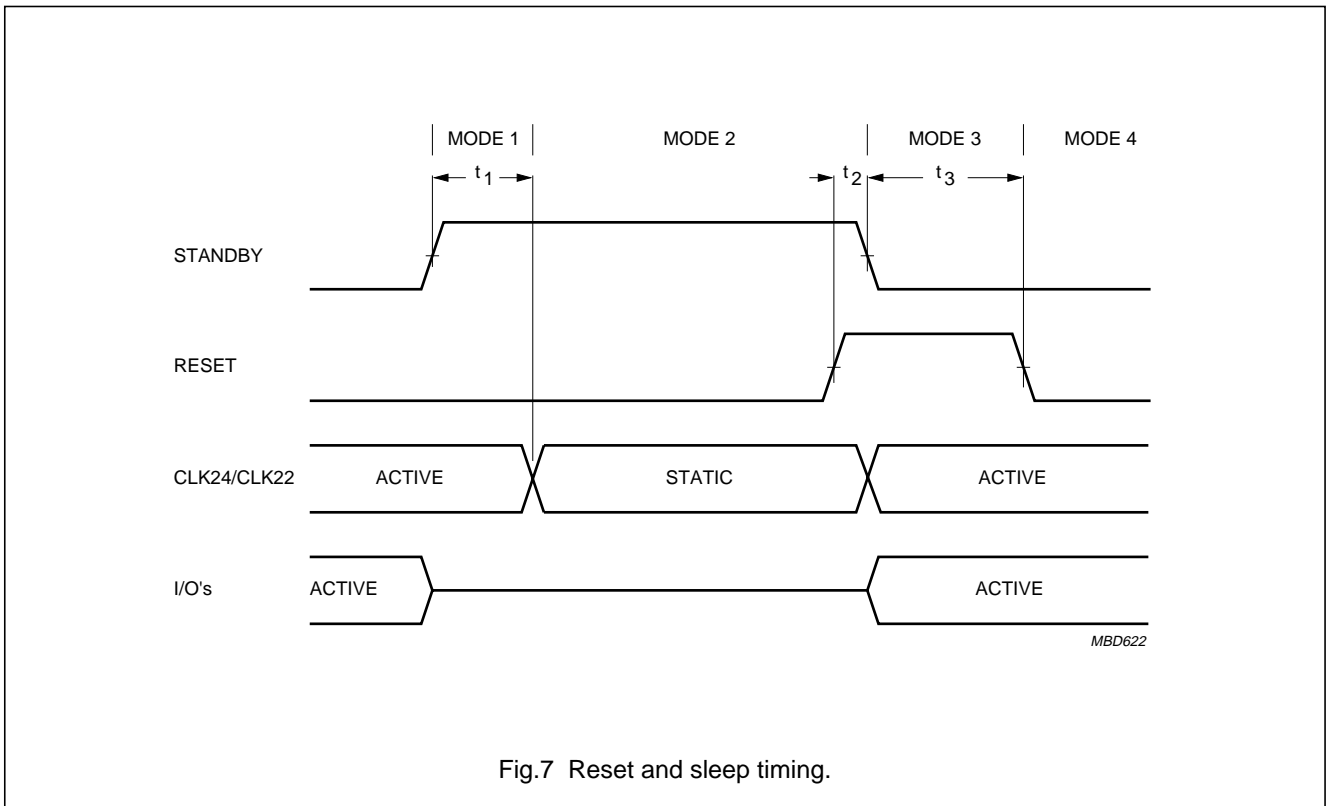 MODE 1 MODE 2 MODE 3 MODE 4
t1 t2 t3
STANDBY
RESET
CLK24/CLK22 ACTIVE STATIC ACTIVE
I/O's ACTIVE ACTIVE
MBD622
Fig.7 Reset and sleep timing.